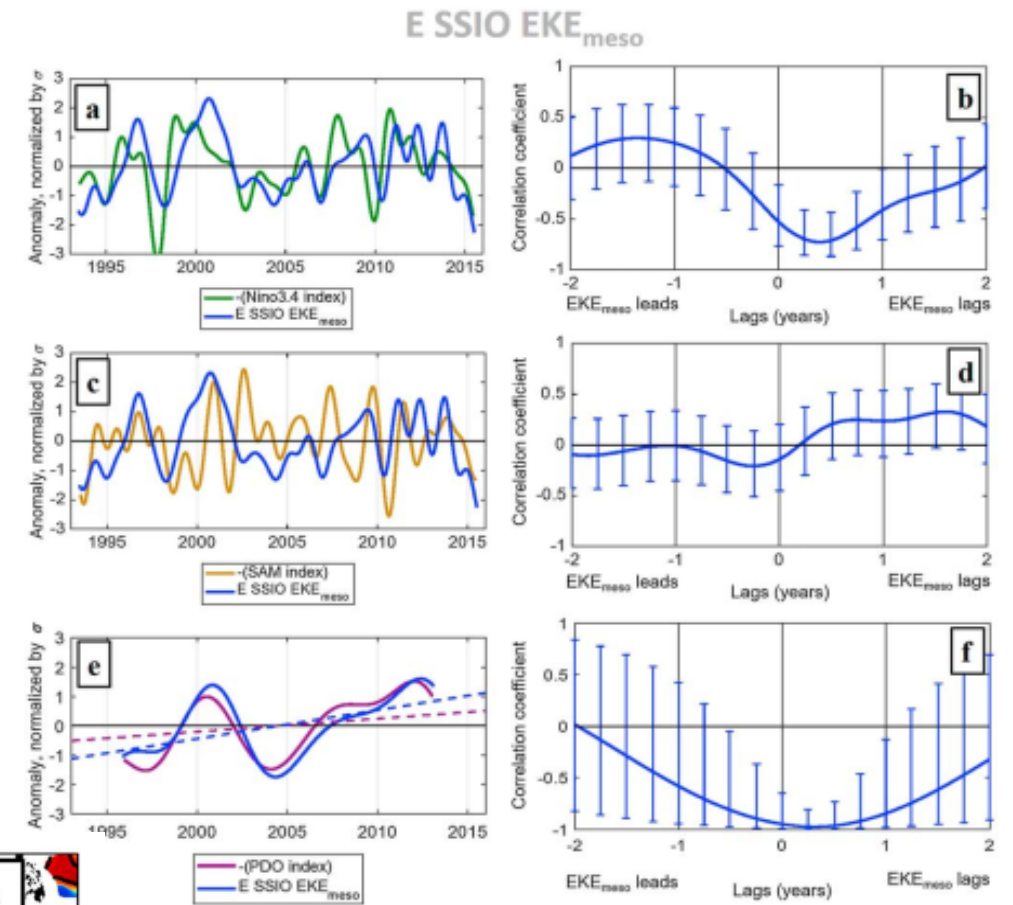 E SSIO EKEmeso
a
Anomaly, normalized by σ
3
2
1
0
-1
-2
-3
1995 2000 2005 2010 2015
-(Nino3.4 index)
E SSIO EKEmeso
b
Correlation coefficient
1
0.5
0
-0.5
-1
-2 -1 0 1 2
EKEmeso leads
EKEmeso lags
Lags (years)
c
Anomaly, normalized by σ
3
2
1
0
-1
-2
-3
1995 2000 2005 2010 2015
-(SAM index)
E SSIO EKEmeso
d
Correlation coefficient
1
0.5
0
-0.5
-1
-2 -1 0 1 2
EKEmeso leads
EKEmeso lags
Lags (years)
e
Anomaly, normalized by σ
3
2
1
0
-1
-2
-3
1995 2000 2005 2010 2015
-(PDO index)
E SSIO EKEmeso
f
Correlation coefficient
1
0.5
0
-0.5
-1
-2 -1 0 1 2
EKEmeso leads
EKEmeso lags
Lags (years)